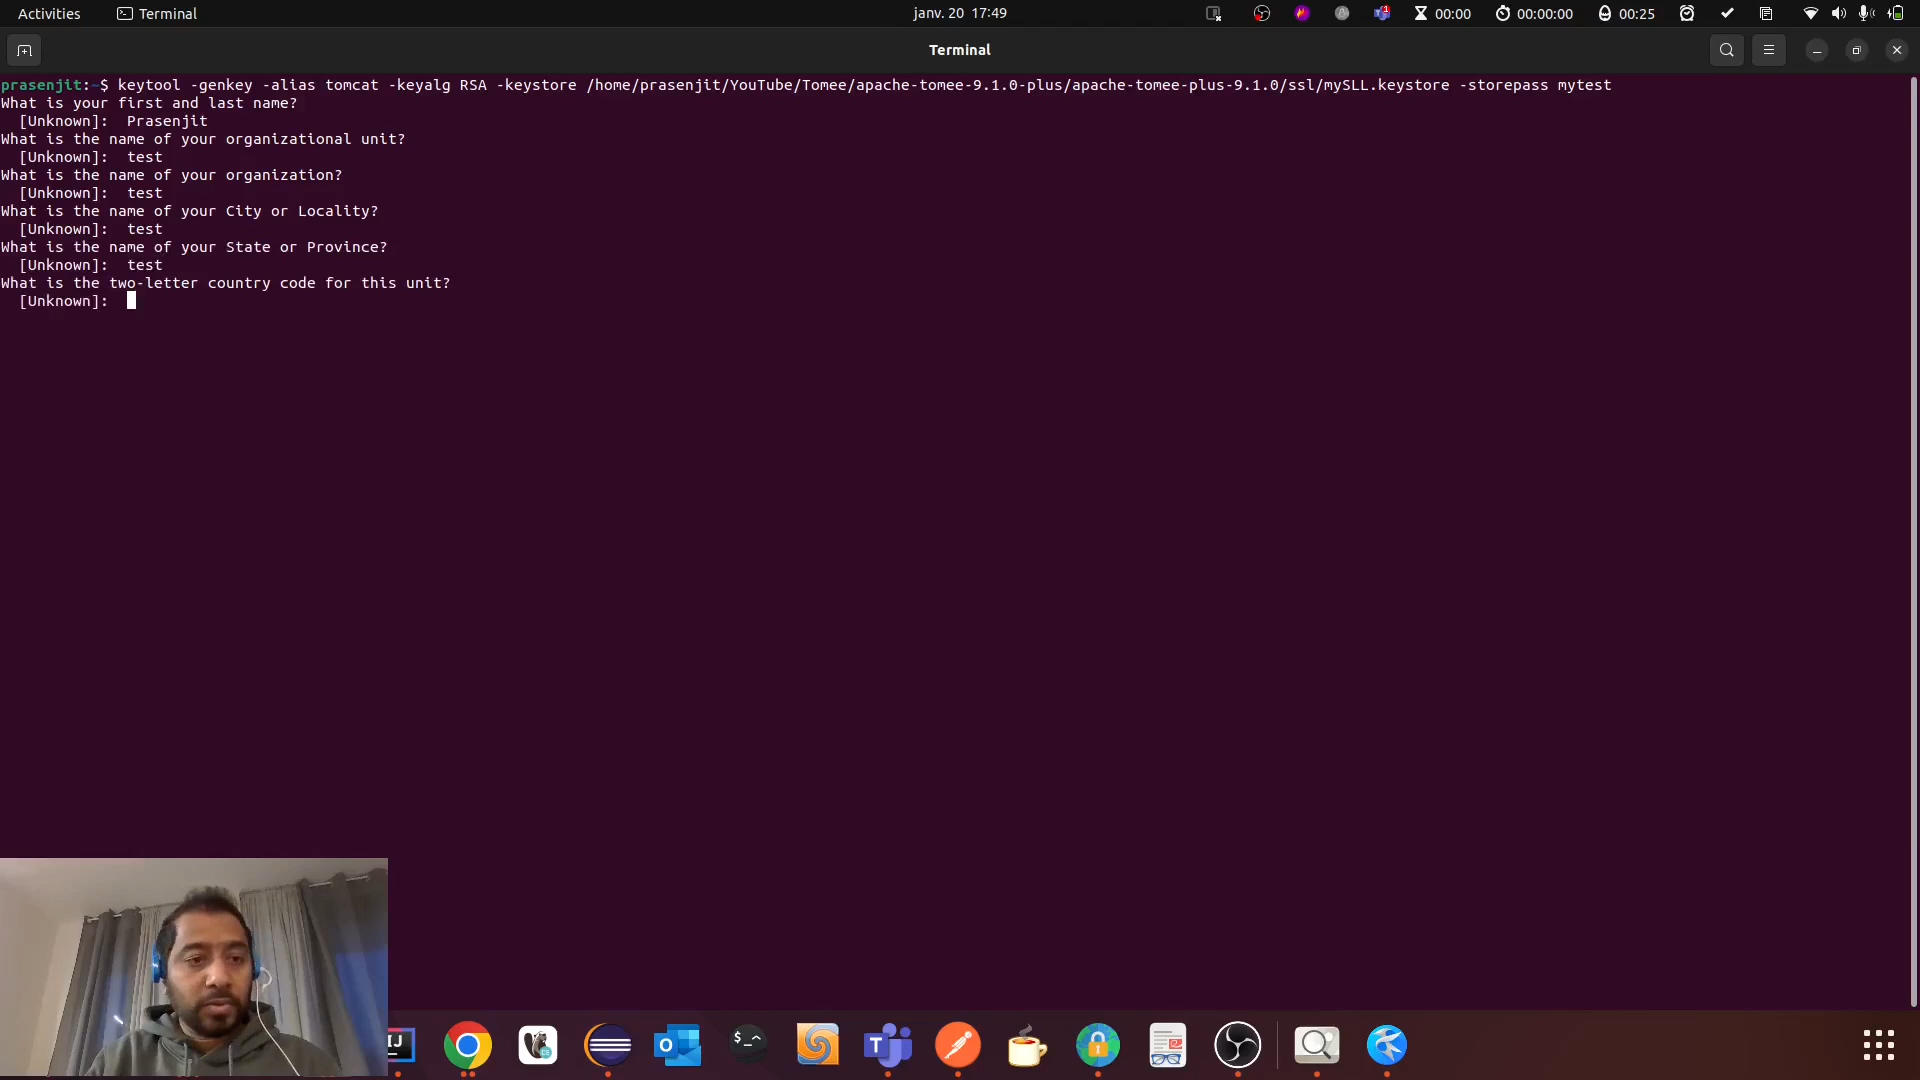 Activities
Terminal
janv. 20 17:49
00:00
00:00:00
00:25
Terminal
prasenjit:~$ keytool -genkey -alias tomcat -keyalg RSA -keystore /home/prasenjit/YouTube/Tomee/apache-tomee-9.1.0-plus/apache-tomee-plus-9.1.0/ssl/mySLL.keystore -storepass mytest
What is your first and last name?
[Unknown]: Prasenjit
What is the name of your organizational unit?
[Unknown]: test
What is the name of your organization?
[Unknown]: test
What is the name of your City or Locality?
[Unknown]: test
What is the name of your State or Province?
[Unknown]: test
What is the two-letter country code for this unit?
[Unknown]: